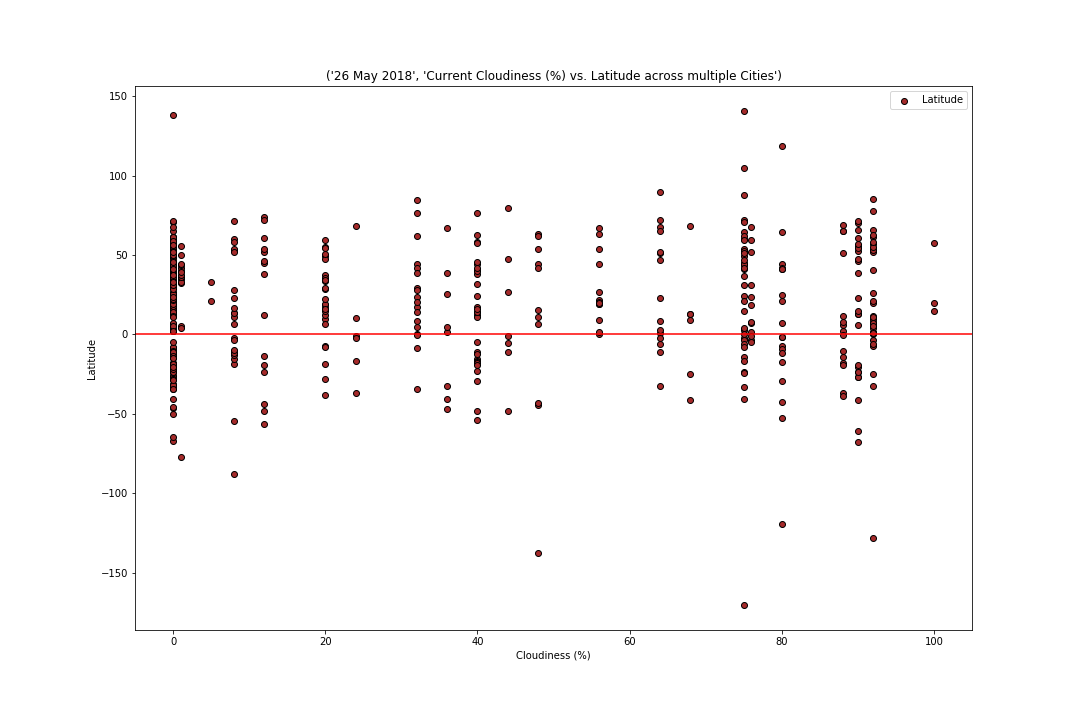 ('26 May 2018', 'Current Cloudiness (%) vs. Latitude across multiple Cities')
Latitude
150
100
50
0
−50
−100
−150
Latitude
0 20 40 60 80 100
Cloudiness (%)